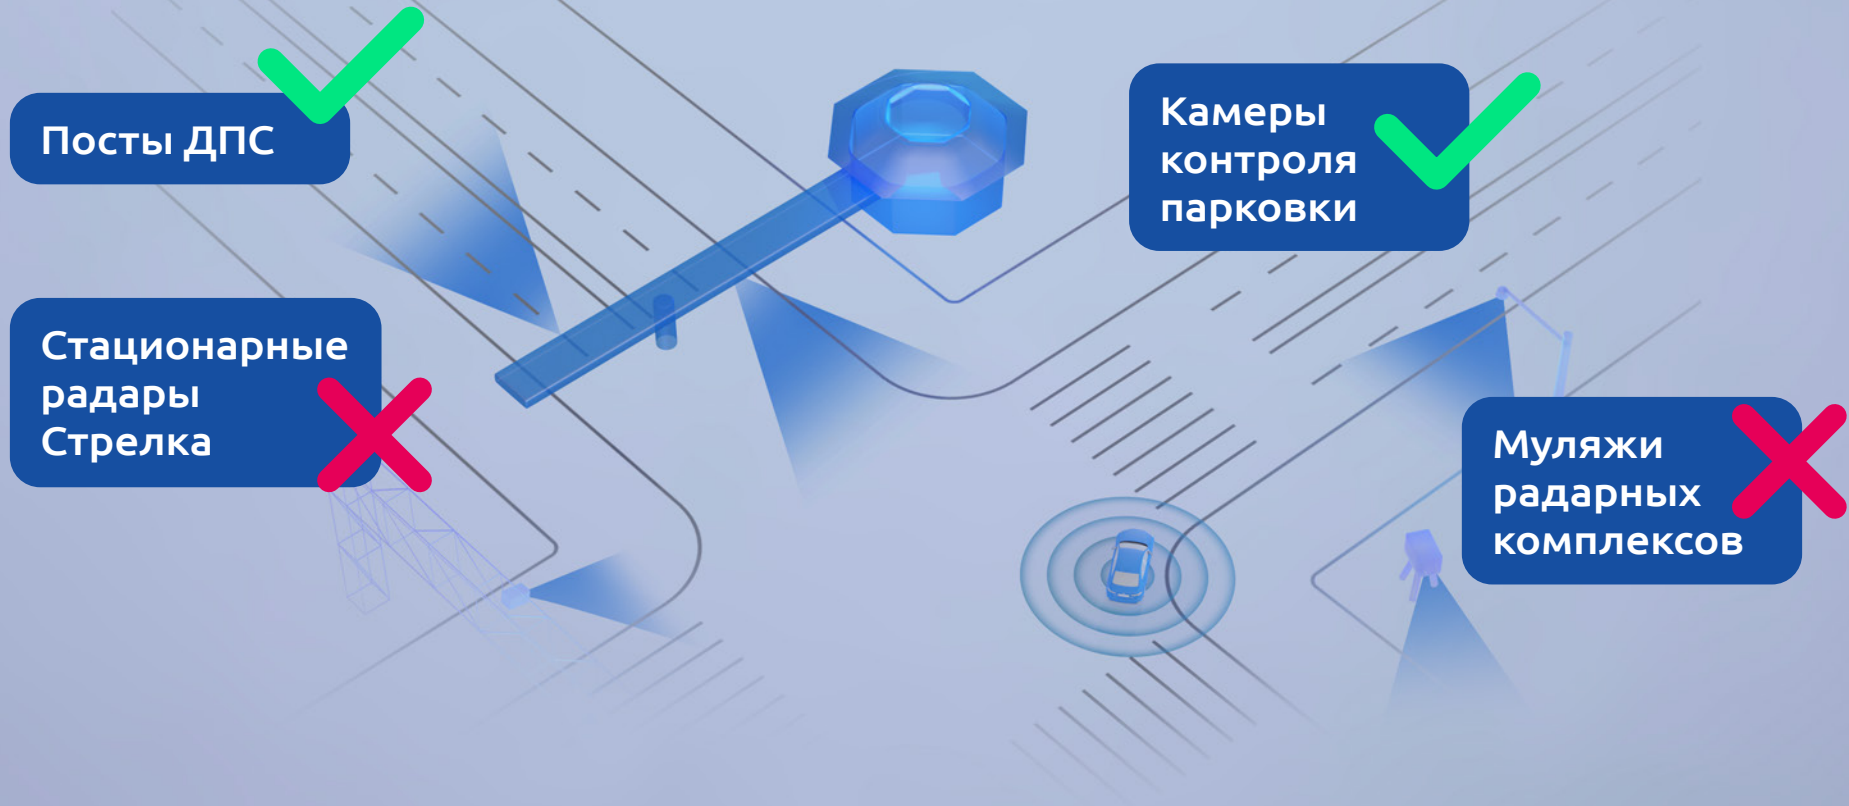 Посты ДПС
Камеры
контроля
парковки
Стационарные
радары
Стрелка
Муляжи
радарных
комплексов